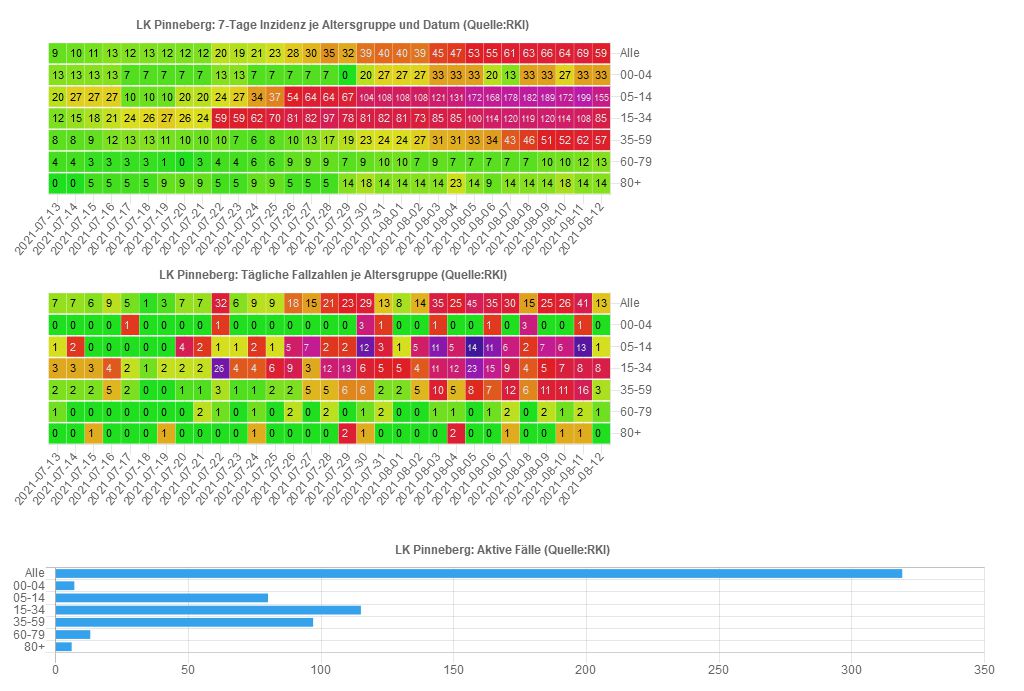 LK Pinneberg: 7-Tage Inzidenz je Altersgruppe und Datum (Quelle:RKI)
9 10 11 13 12 13 12 12 12 20 19 21 23 28 30 35 32 39 40 40 39 45 47 53 55 61 63 66 64 69 59 Alle
13 13 13 13 7 7 7 7 7 13 13 7 7 7 7 7 0 20 27 27 27 33 33 33 20 13 33 33 27 33 33 00-04
20 27 27 27 10 10 10 20 20 24 27 34 37 54 64 64 67 104 108 108 108 121 131 172 168 178 182 189 172 199 155 05-14
12 15 18 21 24 26 27 26 24 59 59 62 70 81 82 97 78 81 82 81 73 85 85 100 114 120 119 120 114 108 85 15-34
8 8 9 12 13 13 11 10 10 10 7 6 8 10 13 17 19 23 24 24 27 31 31 33 34 43 46 51 52 62 57 35-59
4 4 3 3 3 3 1 0 3 4 4 6 6 9 9 9 7 9 10 10 7 9 7 7 7 7 7 10 10 12 13 60-79
0 0 5 5 5 5 9 9 9 5 5 9 9 5 5 5 14 18 14 14 14 14 23 14 9 14 14 14 18 14 14 80+
2021-07-13 2021-07-14 2021-07-15 2021-07-16 2021-07-17 2021-07-18 2021-07-19 2021-07-20 2021-07-21 2021-07-22 2021-07-23 2021-07-24 2021-07-25 2021-07-26 2021-07-27 2021-07-28 2021-07-29 2021-07-30 2021-07-31 2021-08-01 2021-08-02 2021-08-03 2021-08-04 2021-08-05 2021-08-06 2021-08-07 2021-08-08 2021-08-09 2021-08-10 2021-08-11 2021-08-12
LK Pinneberg: Tägliche Fallzahlen je Altersgruppe (Quelle:RKI)
7 7 6 9 5 1 3 7 7 32 6 9 9 18 15 21 23 29 13 8 14 35 25 45 35 30 15 25 26 41 13 Alle
0 0 0 0 1 0 0 0 0 1 0 0 0 0 0 0 0 3 1 0 0 1 0 0 1 0 3 0 0 1 0 00-04
1 2 0 0 0 0 0 4 2 1 1 2 1 5 7 2 2 12 3 1 5 11 5 14 11 6 2 7 6 13 1 05-14
3 3 3 4 2 1 2 2 2 26 4 4 6 9 3 12 13 6 5 5 4 11 12 23 15 9 4 5 7 8 8 15-34
2 2 2 5 2 0 0 1 1 3 1 1 2 2 5 5 6 6 2 2 5 10 5 8 7 12 6 11 11 16 3 35-59
1 0 0 0 0 0 0 0 2 1 0 1 0 2 0 2 0 1 2 0 0 1 1 0 1 2 0 2 1 2 1 60-79
0 0 1 0 0 0 1 0 0 0 0 1 0 0 0 0 2 1 0 0 0 0 2 0 0 1 0 0 1 1 0 80+
2021-07-13 2021-07-14 2021-07-15 2021-07-16 2021-07-17 2021-07-18 2021-07-19 2021-07-20 2021-07-21 2021-07-22 2021-07-23 2021-07-24 2021-07-25 2021-07-26 2021-07-27 2021-07-28 2021-07-29 2021-07-30 2021-07-31 2021-08-01 2021-08-02 2021-08-03 2021-08-04 2021-08-05 2021-08-06 2021-08-07 2021-08-08 2021-08-09 2021-08-10 2021-08-11 2021-08-12
LK Pinneberg: Aktive Fälle (Quelle:RKI)
Alle
00-04
05-14
15-34
35-59
60-79
80+
0 50 100 150 200 250 300 350